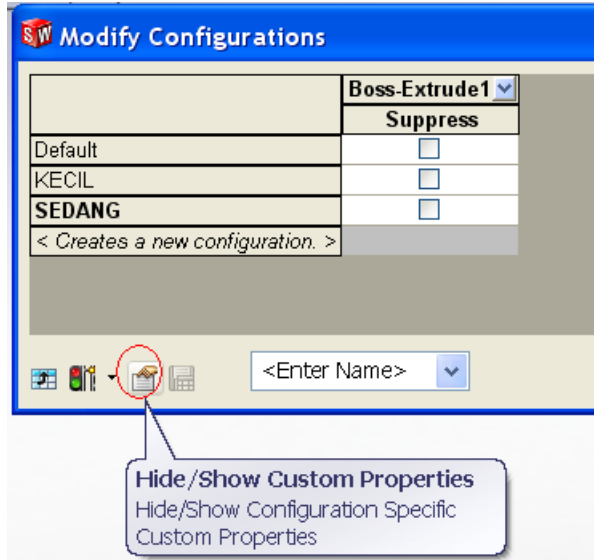 SW Modify Configurations
Boss-Extrude1
Suppress
Default
KECIL
SEDANG
< Creates a new configuration. >
<Enter Name>
Hide/Show Custom Properties
Hide/Show Configuration Specific
Custom Properties